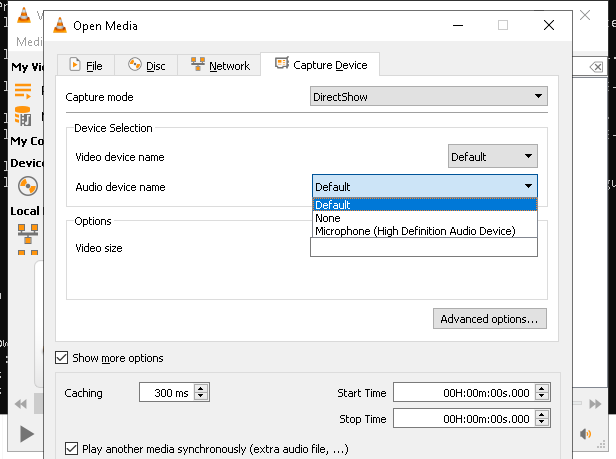 Open Media
Medi
File
Disc
Network
Capture Device
My Vi
Capture mode
DirectShow
Device Selection
My Co
Video device name
Default
Device
Audio device name
Default
Default
None
Microphone (High Definition Audio Device)
Local I
Options
Video size
Advanced options...
Show more options
Caching
300 ms
Start Time
00H:00m:00s.000
Stop Time
00H:00m:00s.000
Play another media synchronously (extra audio file, ...)